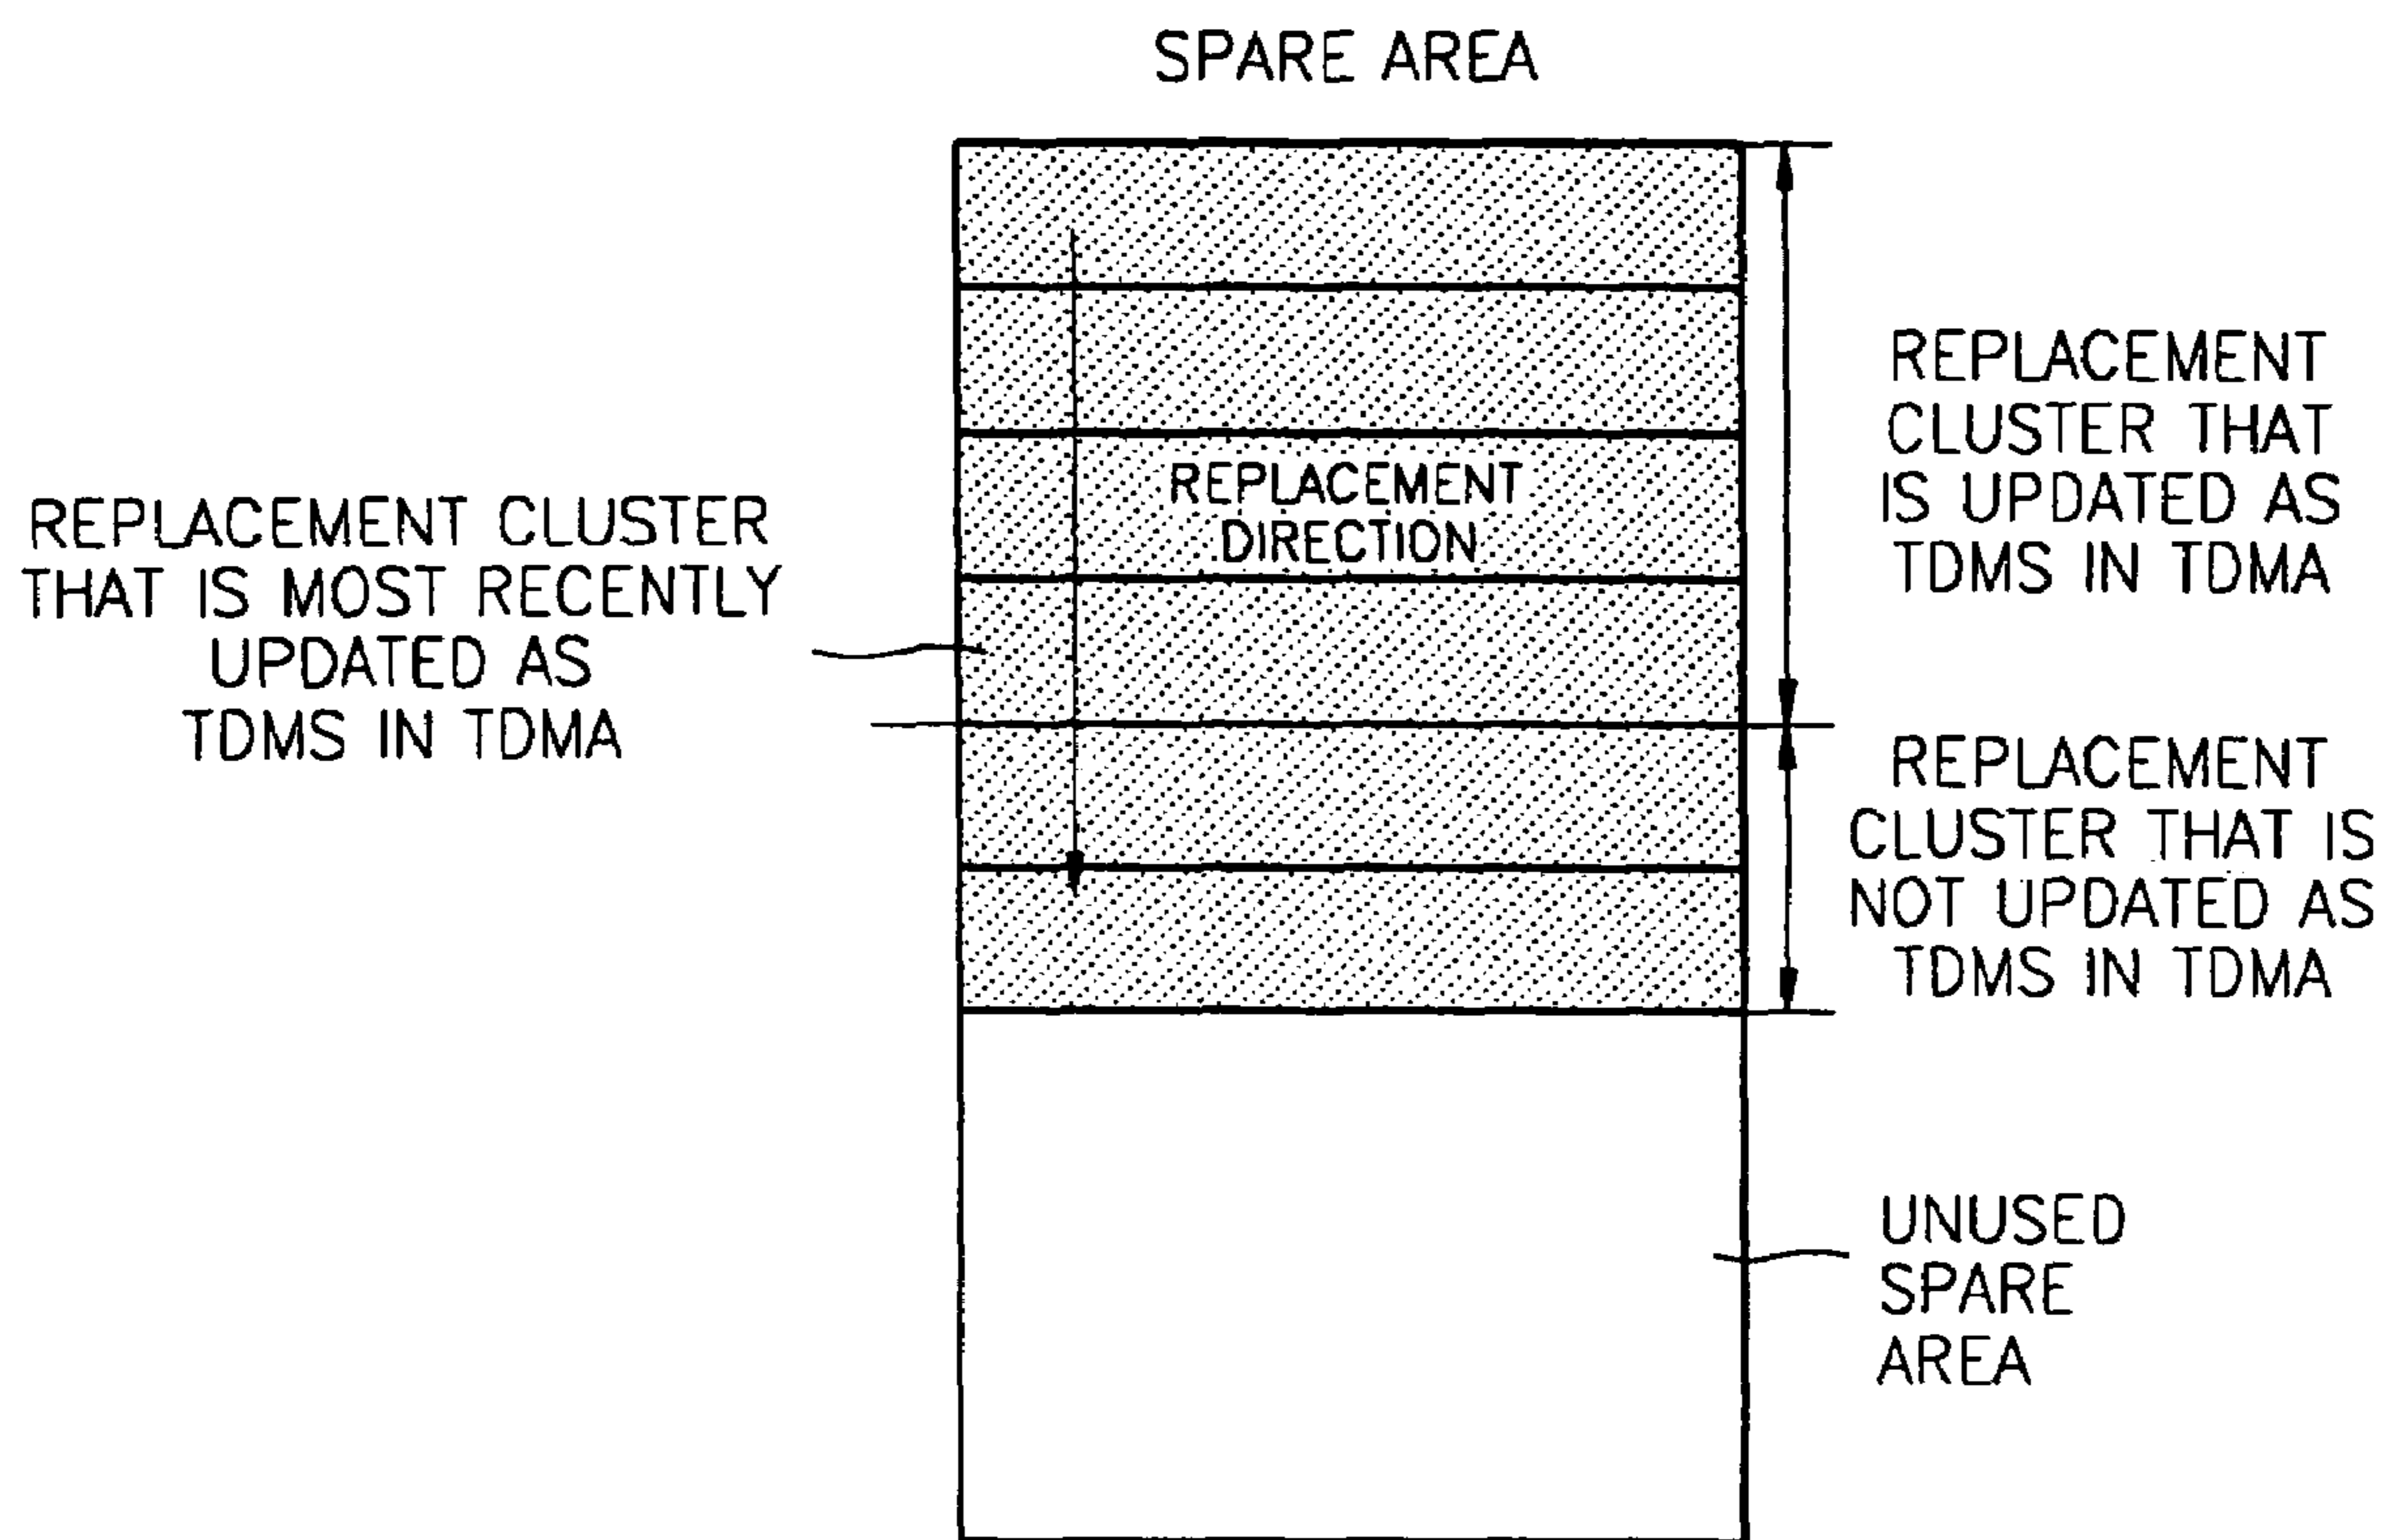 SPARE AREA
REPLACEMENT
DIRECTION
REPLACEMENT CLUSTER
THAT IS MOST RECENTLY
UPDATED AS
TDMS IN TDMA
REPLACEMENT
CLUSTER THAT
IS UPDATED AS
TDMS IN TDMA
REPLACEMENT
CLUSTER THAT IS
NOT UPDATED AS
TDMS IN TDMA
UNUSED
SPARE
AREA